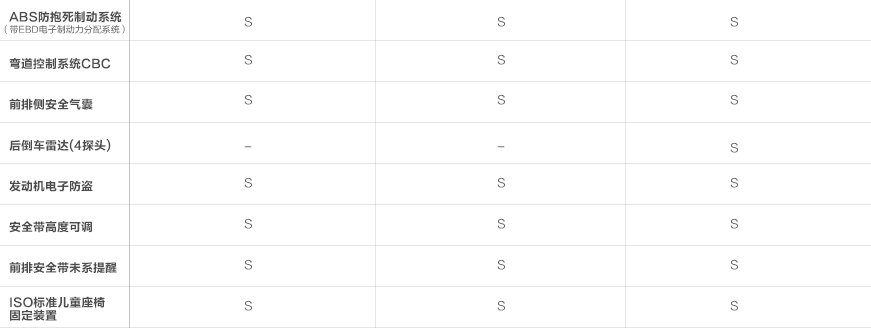 ABS防抱死制动系统 S S S
(带EBD电子制动力分配系统)
弯道控制系统CBC S S S
前排侧安全气囊 S S S
后倒车雷达(4探头) – – S
发动机电子防盗 S S S
安全带高度可调 S S S
前排安全带未系提醒 S S S
ISO标准儿童座椅 S S S
固定装置